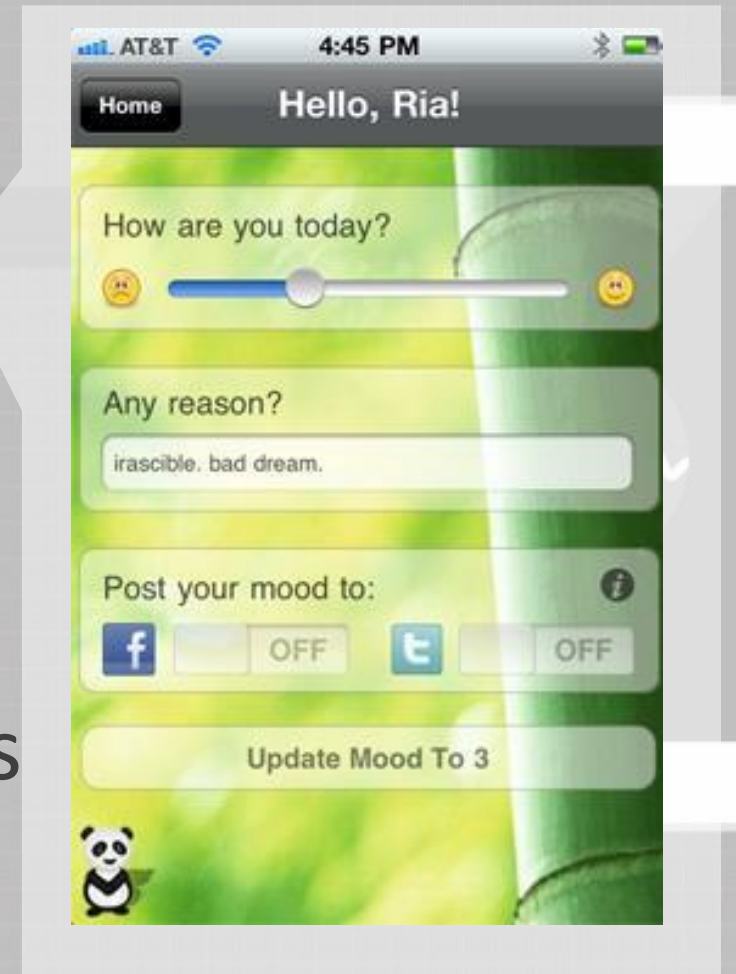 AT&T 4:45 PM
Home Hello, Ria!
How are you today?
Any reason?
irascible. bad dream.
Post your mood to:
i
f OFF t OFF
s
Update Mood To 3